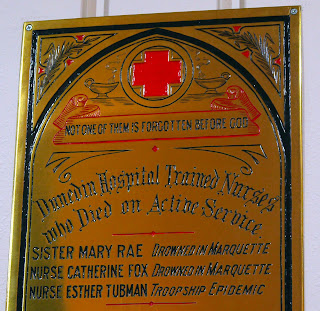 NOT ONE OF THEM IS FORGOTTEN BEFORE GOD
Dunedin Hospital Trained Nurses
who Died on Active Service.
SISTER MARY RAE DROWNED IN MARQUETTE
NURSE CATHERINE FOX DROWNED IN MARQUETTE
NURSE ESTHER TUBMAN TROOPSHIP EPIDEMIC